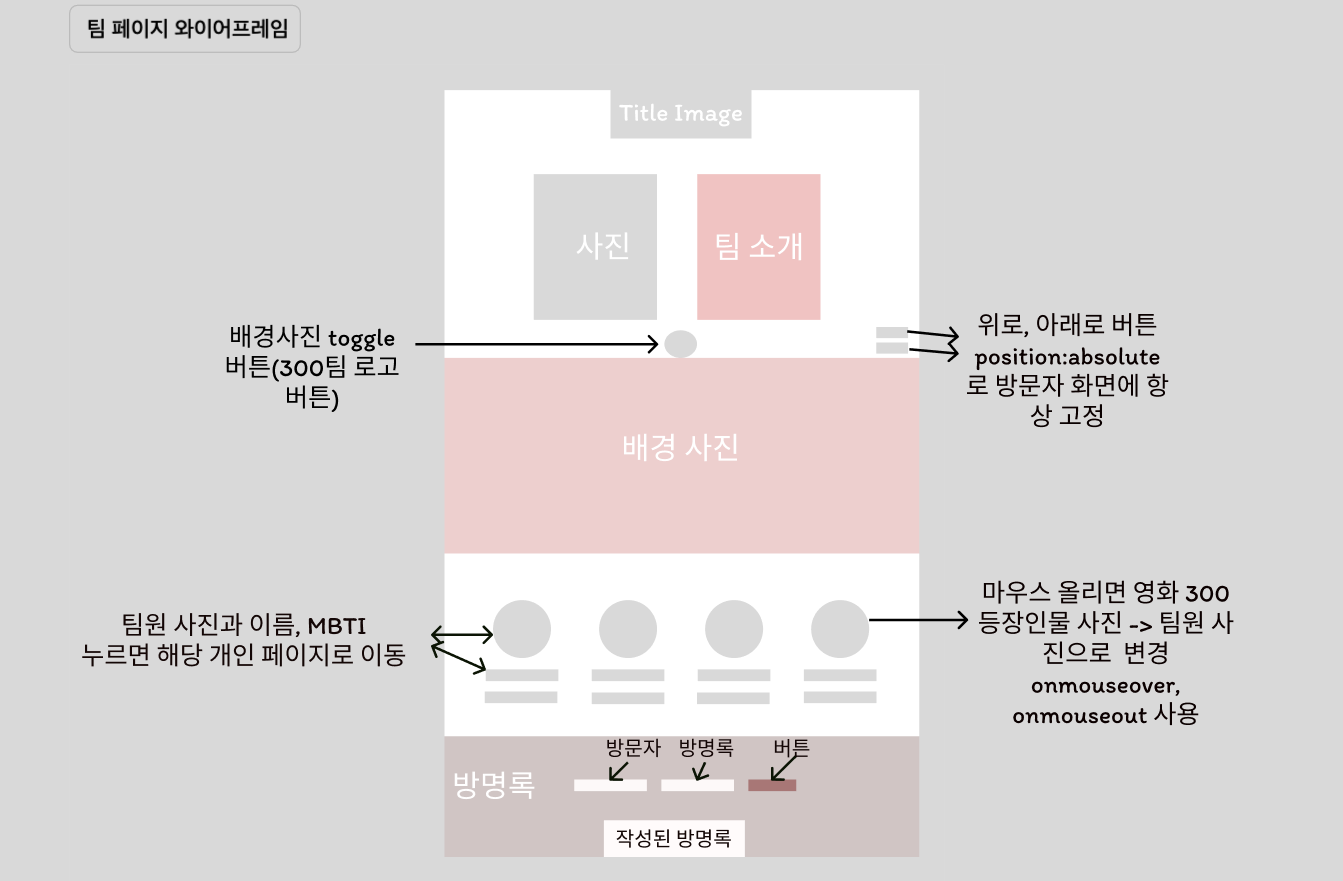 팀 페이지 와이어프레임
Title Image
사진
팀 소개
배경사진 toggle
버튼(300팀 로고
버튼)
위로, 아래로 버튼
position:absolute
로 방문자 화면에 항
상 고정
배경 사진
팀원 사진과 이름, MBTI
누르면 해당 개인 페이지로 이동
마우스 올리면 영화 300
등장인물 사진 -> 팀원 사
진으로 변경
onmouseover,
onmouseout 사용
방문자
방명록
버튼
방명록
작성된 방명록